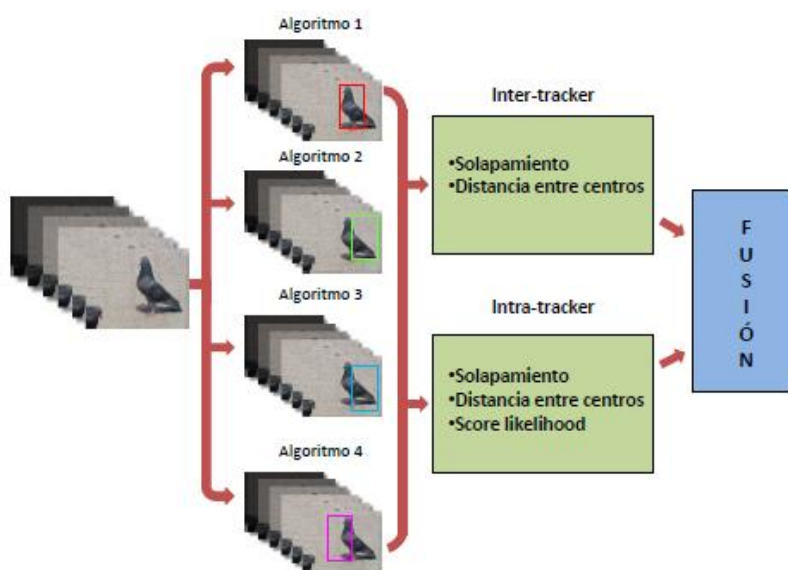 Algoritmo 1
Algoritmo 2
Algoritmo 3
Algoritmo 4
Inter-tracker
•Solapamiento
•Distancia entre centros
Intra-tracker
•Solapamiento
•Distancia entre centros
•Score likelihood
FUSIÓN